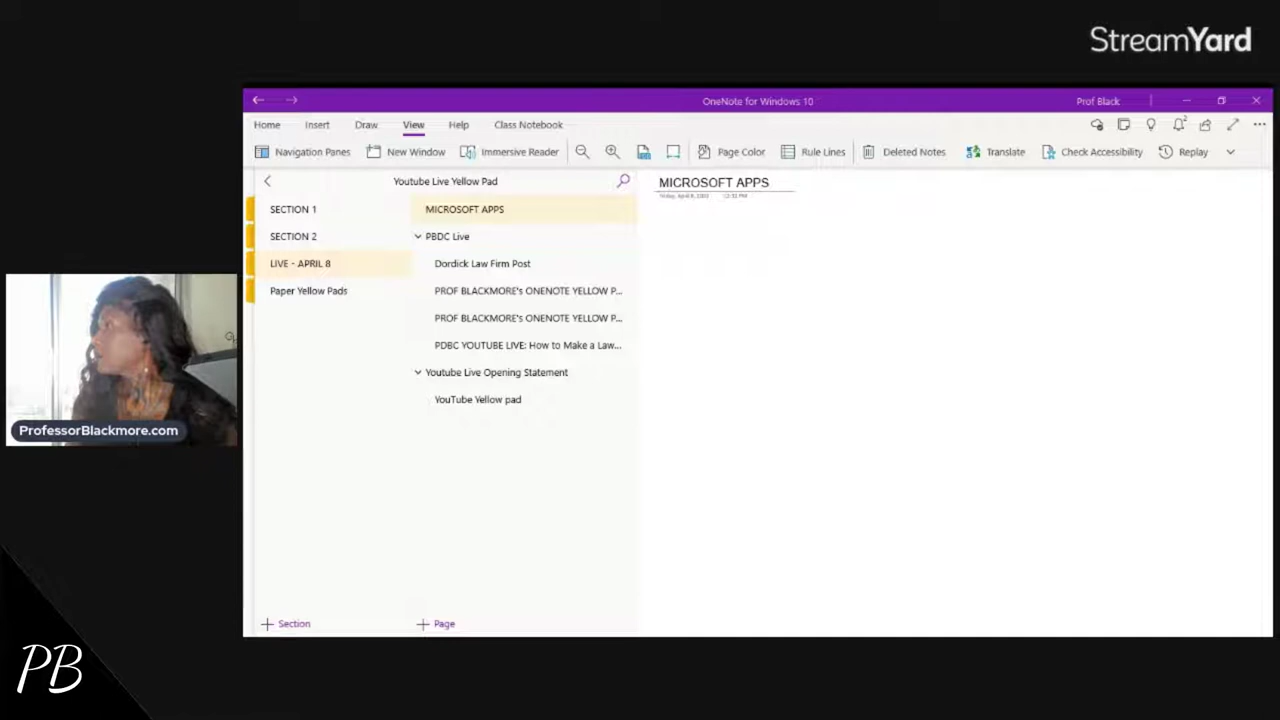 StreamYard
OneNote for Windows 10
Prof Black
Home Insert Draw View Help Class Notebook
2
Navigation Panes New Window Immersive Reader Page Color Rule Lines Deleted Notes Translate Check Accessibility Replay
Youtube Live Yellow Pad
MICROSOFT APPS
SECTION 1
MICROSOFT APPS
SECTION 2
PBDC Live
LIVE - APRIL 8
Dordick Law Firm Post
Paper Yellow Pads
PROF BLACKMORE's ONENOTE YELLOW P...
PROF BLACKMORE's ONENOTE YELLOW P...
PDBC YOUTUBE LIVE: How to Make a Law...
Youtube Live Opening Statement
YouTube Yellow pad
ProfessorBlackmore.com
Section
Page
PB